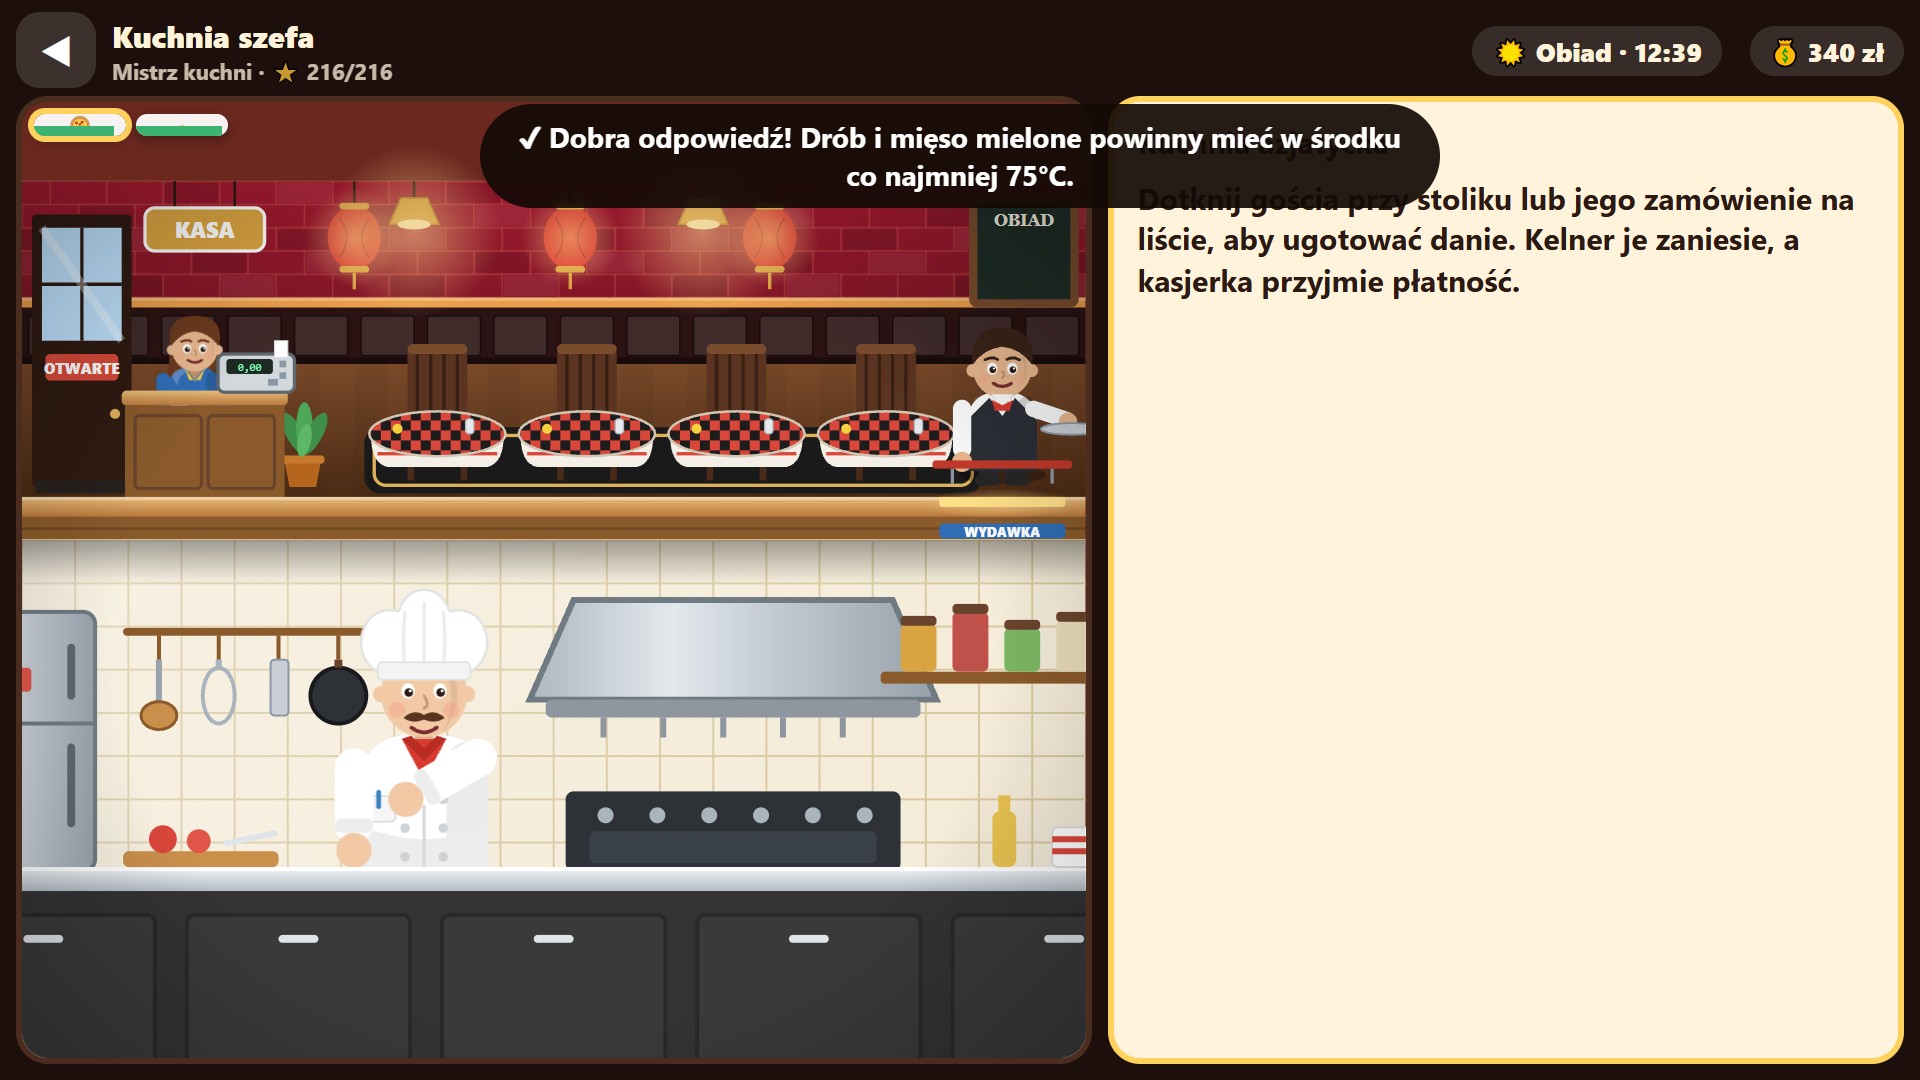 Kuchnia szefa
Mistrz kuchni · 216/216
Obiad · 12:39
340 zł
✓ Dobra odpowiedź! Drób i mięso mielone powinny mieć w środku
co najmniej 75°C.
Dotknij gościa przy stoliku lub jego zamówienie na
liście, aby ugotować danie. Kelner je zaniesie, a
kasjerka przyjmie płatność.
KASA
OBIAD
OTWARTE
0,00
WYDAWKA